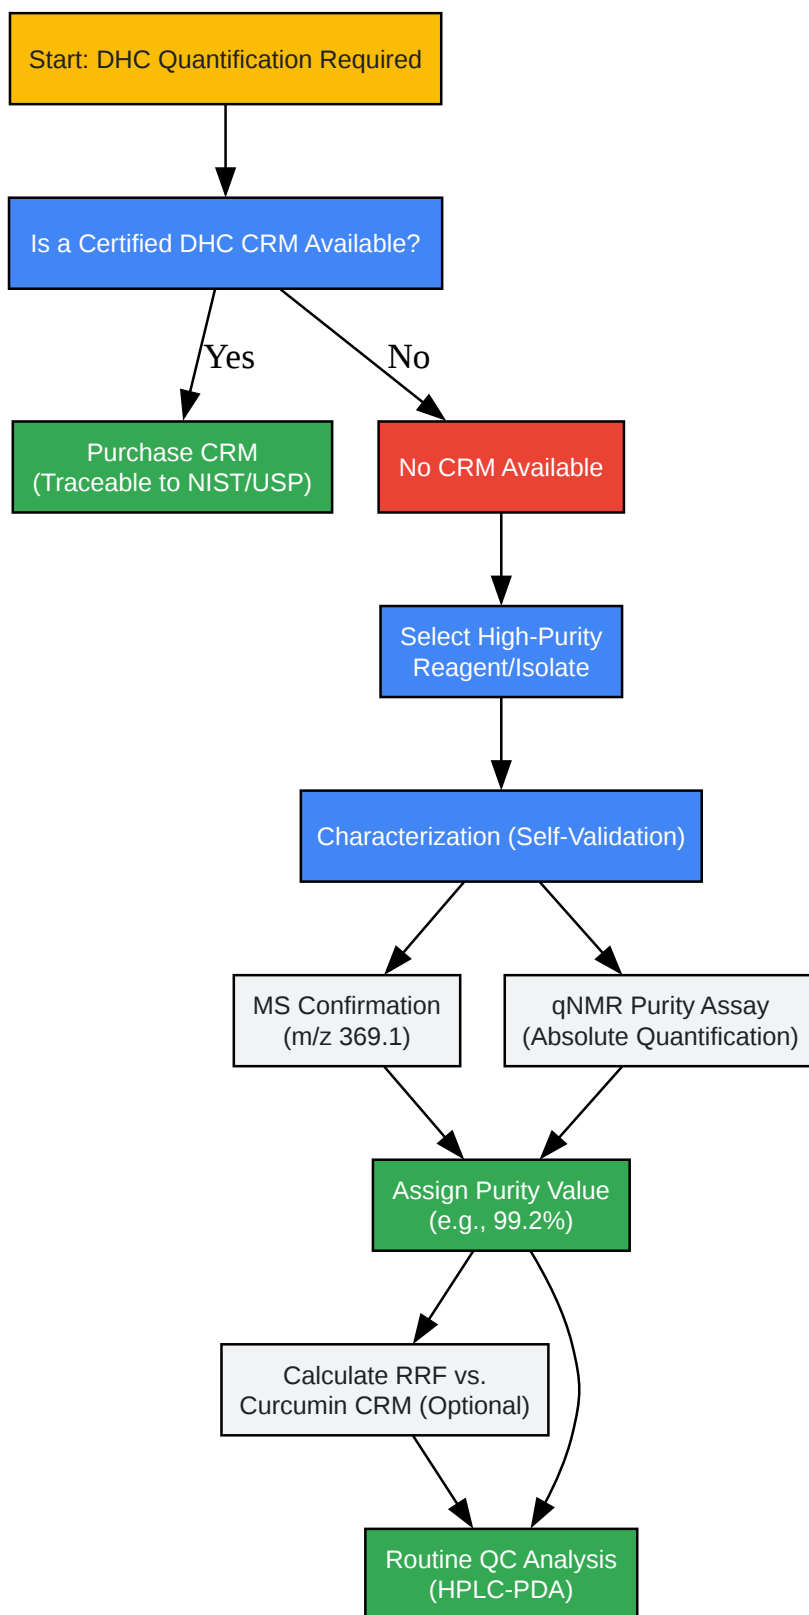 Start: DHC Quantification Required
Is a Certified DHC CRM Available?
Yes
No
Purchase CRM
(Traceable to NIST/USP)
No CRM Available
Select High-Purity
Reagent/Isolate
Characterization (Self-Validation)
MS Confirmation
(m/z 369.1)
qNMR Purity Assay
(Absolute Quantification)
Assign Purity Value
(e.g., 99.2%)
Calculate RRF vs.
Curcumin CRM (Optional)
Routine QC Analysis
(HPLC-PDA)